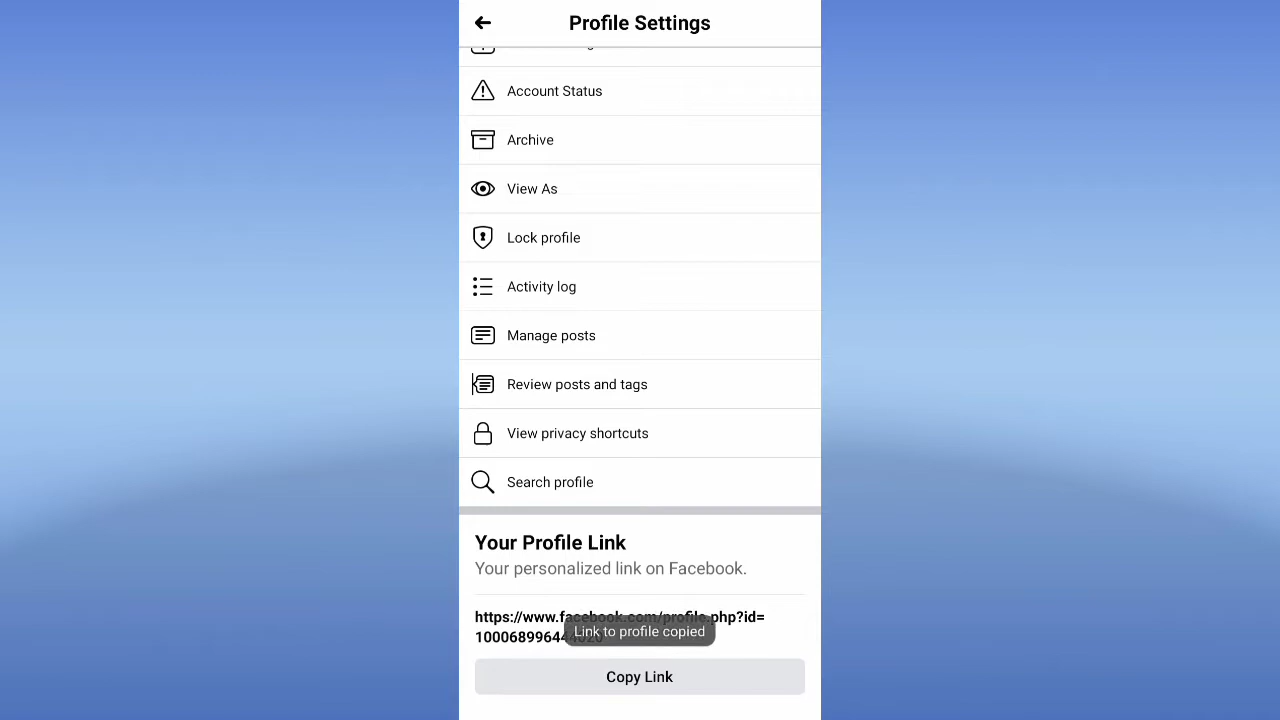 Profile Settings
Account Status
Archive
View As
Lock profile
Activity log
Manage posts
Review posts and tags
View privacy shortcuts
Search profile
Your Profile Link
Your personalized link on Facebook.
https://www.facebook.com/profile.php?id=
Link to profile copied
Copy Link